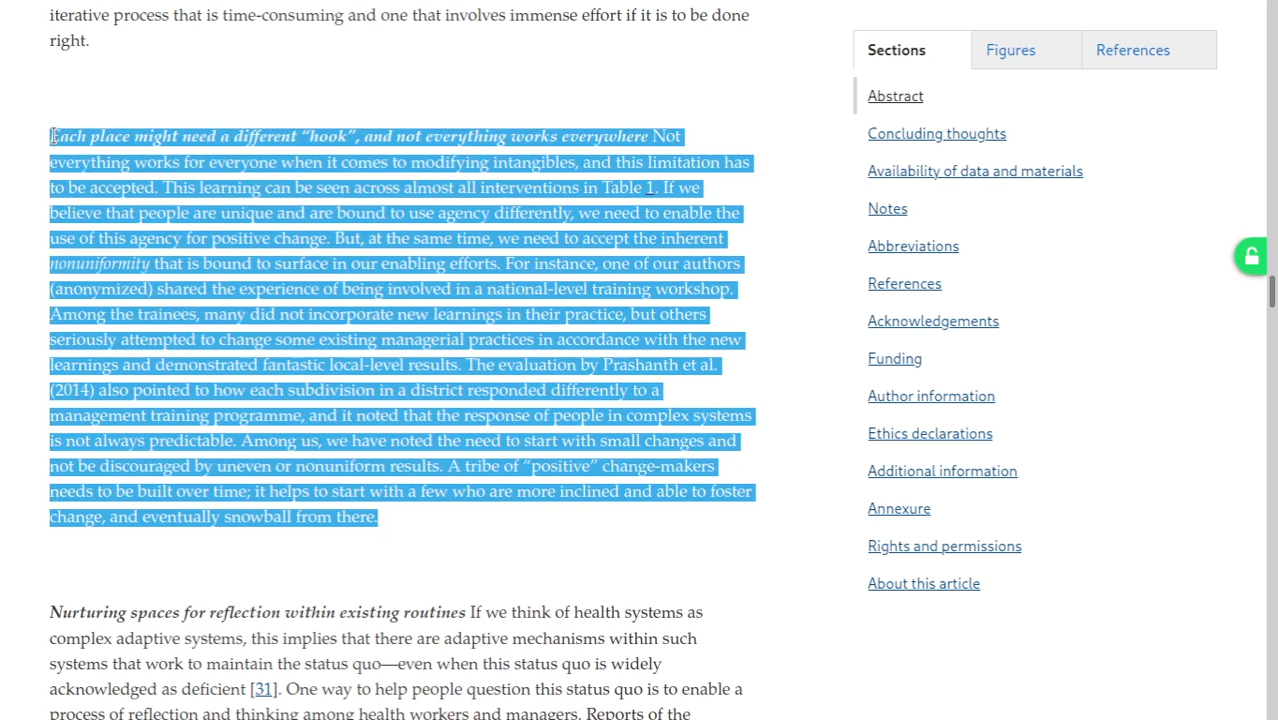 iterative process that is time-consuming and one that involves immense effort if it is to be done
right.
Each place might need a different “hook”, and not everything works everywhere Not
everything works for everyone when it comes to modifying intangibles, and this limitation has
to be accepted. This learning can be seen across almost all interventions in Table 1. If we
believe that people are unique and are bound to use agency differently, we need to enable the
use of this agency for positive change. But, at the same time, we need to accept the inherent
nonuniformity that is bound to surface in our enabling efforts. For instance, one of our authors
(anonymized) shared the experience of being involved in a national-level training workshop.
Among the trainees, many did not incorporate new learnings in their practice, but others
seriously attempted to change some existing managerial practices in accordance with the new
learnings and demonstrated fantastic local-level results. The evaluation by Prashanth et al.
(2014) also pointed to how each subdivision in a district responded differently to a
management training programme, and it noted that the response of people in complex systems
is not always predictable. Among us, we have noted the need to start with small changes and
not be discouraged by uneven or nonuniform results. A tribe of “positive” change-makers
needs to be built over time; it helps to start with a few who are more inclined and able to foster
change, and eventually snowball from there.
Nurturing spaces for reflection within existing routines If we think of health systems as
complex adaptive systems, this implies that there are adaptive mechanisms within such
systems that work to maintain the status quo—even when this status quo is widely
acknowledged as deficient [31]. One way to help people question this status quo is to enable a
process of reflection and thinking among health workers and managers. Reports of the
Sections
Figures
References
Abstract
Concluding thoughts
Availability of data and materials
Notes
Abbreviations
References
Acknowledgements
Funding
Author information
Ethics declarations
Additional information
Annexure
Rights and permissions
About this article